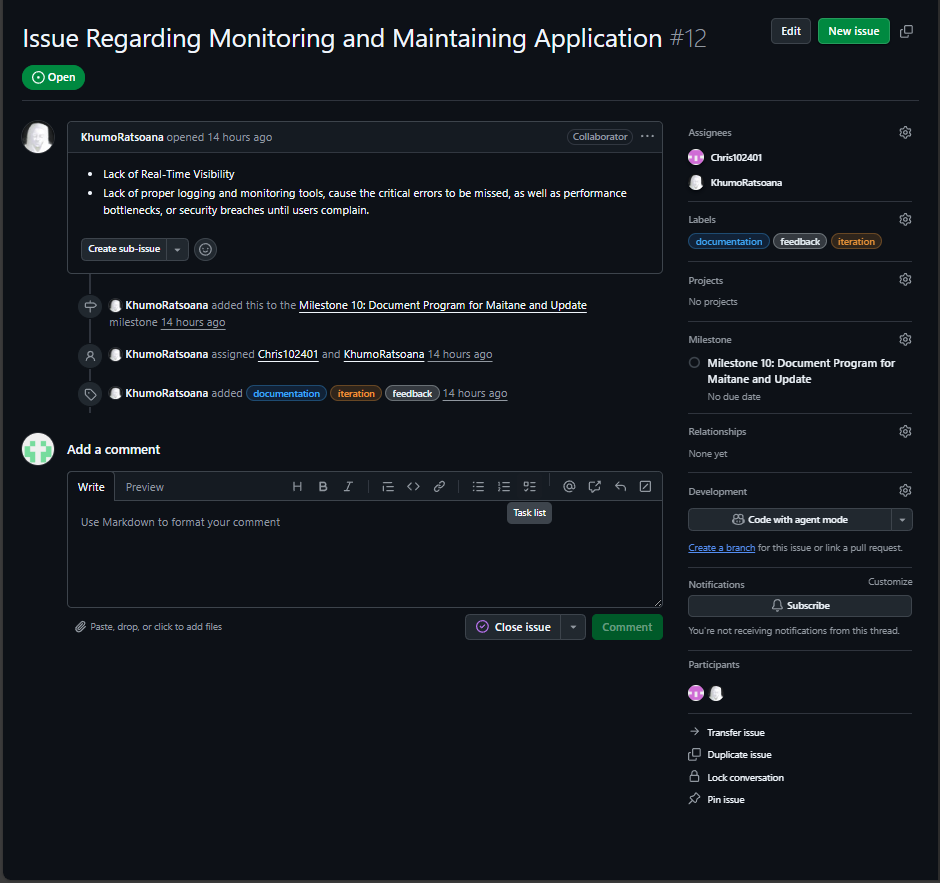 Issue Regarding Monitoring and Maintaining Application #12
Edit
New issue
Open
KhumoRatsoana opened 14 hours ago
Collaborator
Lack of Real-Time Visibility
Lack of proper logging and monitoring tools, cause the critical errors to be missed, as well as performance
bottlenecks, or security breaches until users complain.
Create sub-issue
KhumoRatsoana added this to the Milestone 10: Document Program for Maitane and Update
milestone 14 hours ago
KhumoRatsoana assigned Chris102401 and KhumoRatsoana 14 hours ago
KhumoRatsoana added documentation iteration feedback 14 hours ago
Add a comment
Write
Preview
Use Markdown to format your comment
Task list
Paste, drop, or click to add files
Close issue
Comment
Assignees
Chris102401
KhumoRatsoana
Labels
documentation feedback iteration
Projects
No projects
Milestone
Milestone 10: Document Program for
Maitane and Update
No due date
Relationships
None yet
Development
Code with agent mode
Create a branch for this issue or link a pull request.
Notifications
Customize
Subscribe
You're not receiving notifications from this thread.
Participants
Transfer issue
Duplicate issue
Lock conversation
Pin issue